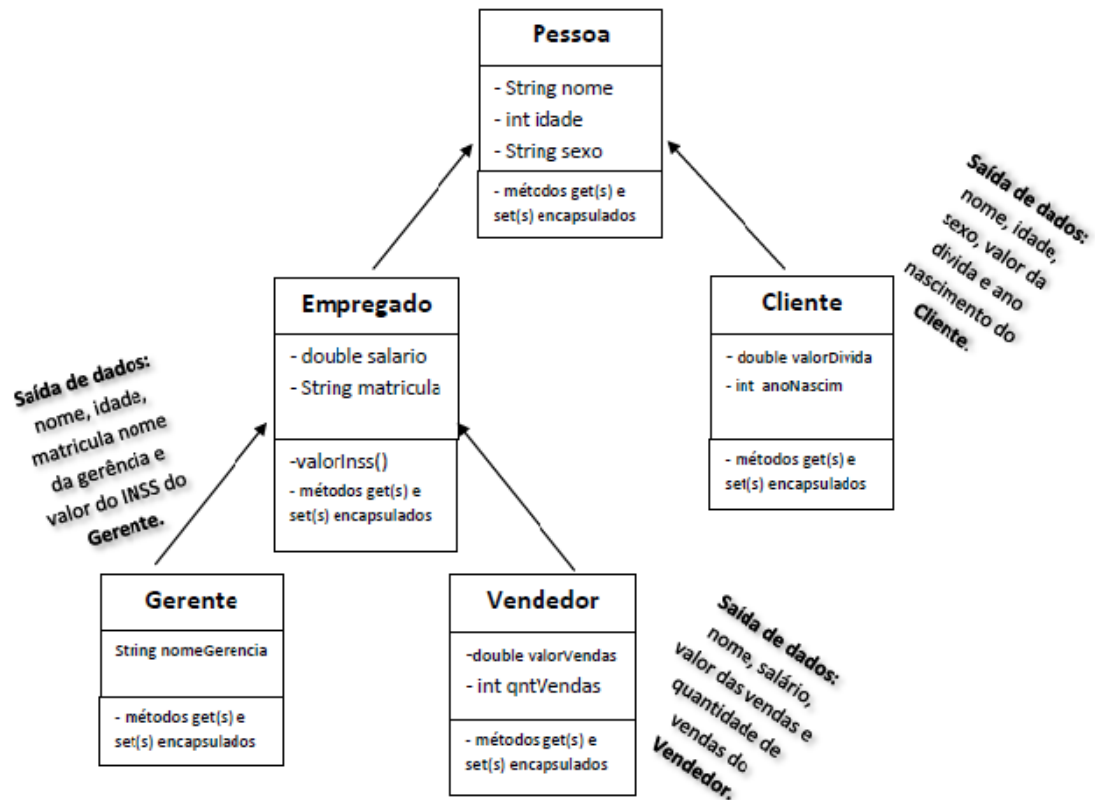 Pessoa
- String nome
- int idade
- String sexo
- métcdos get(s) e
set(s) encapsulados
Saída de dados:
nome, idade,
sexo, valor da
divida e ano
nascimento do
Cliente.
Empregado
- double salario
- String matricula
-valorInss()
- métodos get(s) e
set(s) encapsulados
Cliente
- double valorDivida
- int anoNascim
- métodos get(s) e
set(s) encapsulados
Saída de dados:
nome, idade,
matricula nome
da gerência e
valor do INSS do
Gerente.
Gerente
String nomeGerencia
- métodos get(s) e
set(s) encapsulados
Vendedor
-double valorVendas
- int qntVendas
- métodos get(s) e
set(s) encapsulados
Saída de dados:
nome, salário,
valor das vendas e
quantidade de
vendas do
Vendedor.